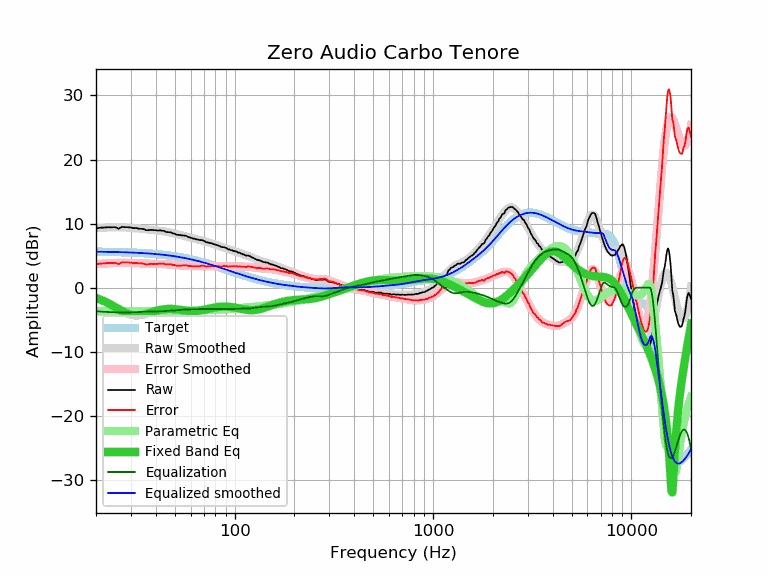 Zero Audio Carbo Tenore
30
20
10
0
−10
−20
−30
Amplitude (dBr)
Target
Raw Smoothed
Error Smoothed
Raw
Error
Parametric Eq
Fixed Band Eq
Equalization
Equalized smoothed
100 1000 10000
Frequency (Hz)